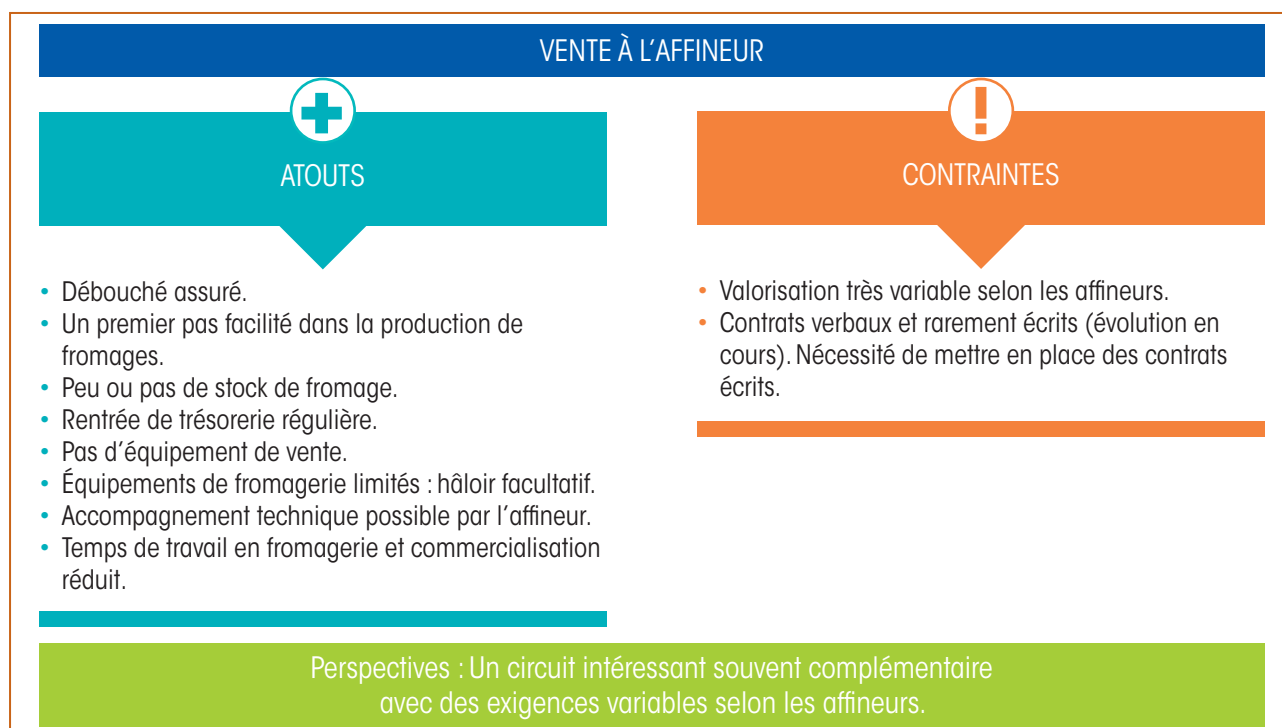 VENTE À L'AFFINEUR
ATOUTS
• Débouché assuré.
• Un premier pas facilité dans la production de
fromages.
• Peu ou pas de stock de fromage.
• Rentrée de trésorerie régulière.
• Pas d'équipement de vente.
• Équipements de fromagerie limités : hâloir facultatif.
• Accompagnement technique possible par l'affineur.
• Temps de travail en fromagerie et commercialisation
réduit.
CONTRAINTES
• Valorisation très variable selon les affineurs.
• Contrats verbaux et rarement écrits (évolution en
cours). Nécessité de mettre en place des contrats
écrits.
Perspectives : Un circuit intéressant souvent complémentaire
avec des exigences variables selon les affineurs.